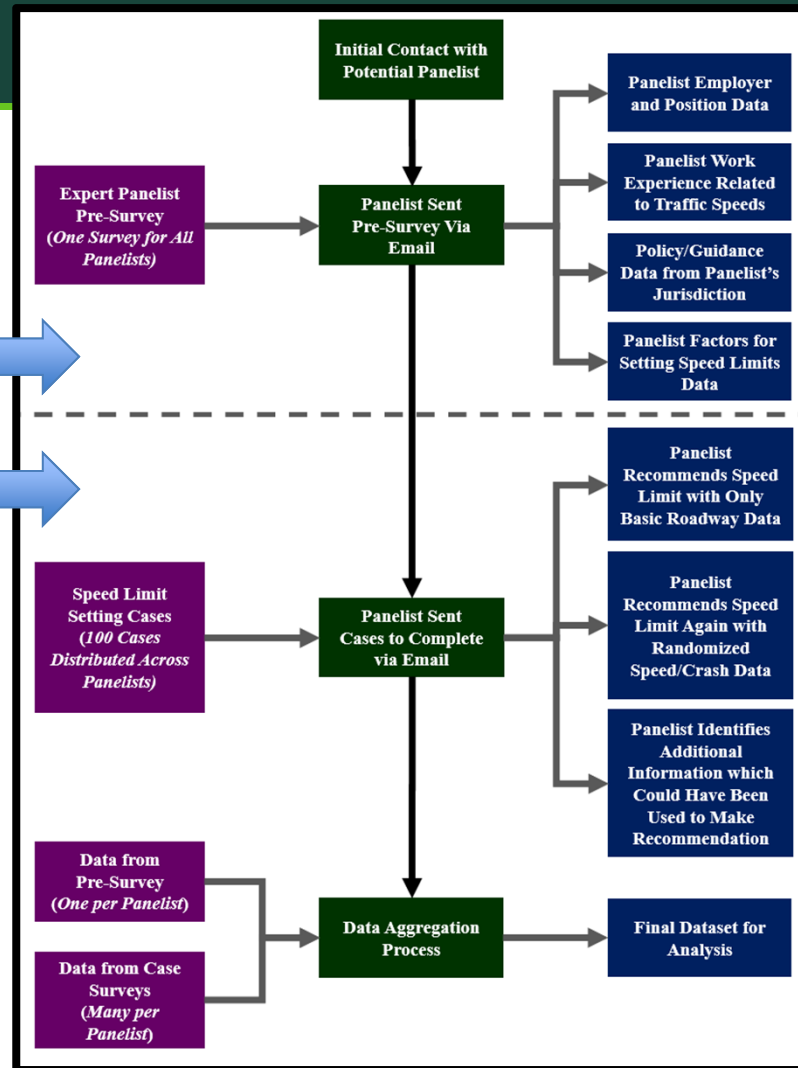 Initial Contact with
Potential Panelist
Expert Panelist
Pre-Survey
(One Survey for All
Panelists)
Panelist Sent
Pre-Survey Via
Email
Panelist Employer
and Position Data
Panelist Work
Experience Related
to Traffic Speeds
Policy/Guidance
Data from Panelist's
Jurisdiction
Panelist Factors for
Setting Speed Limits
Data
Speed Limit
Setting Cases
(100 Cases
Distributed Across
Panelists)
Panelist Sent
Cases to Complete
via Email
Panelist
Recommends Speed
Limit with Only
Basic Roadway Data
Panelist
Recommends Speed
Limit Again with
Randomized
Speed/Crash Data
Panelist Identifies
Additional
Information which
Could Have Been
Used to Make
Recommendation
Data from
Pre-Survey
(One per Panelist)
Data from Case
Surveys
(Many per
Panelist)
Data Aggregation
Process
Final Dataset for
Analysis